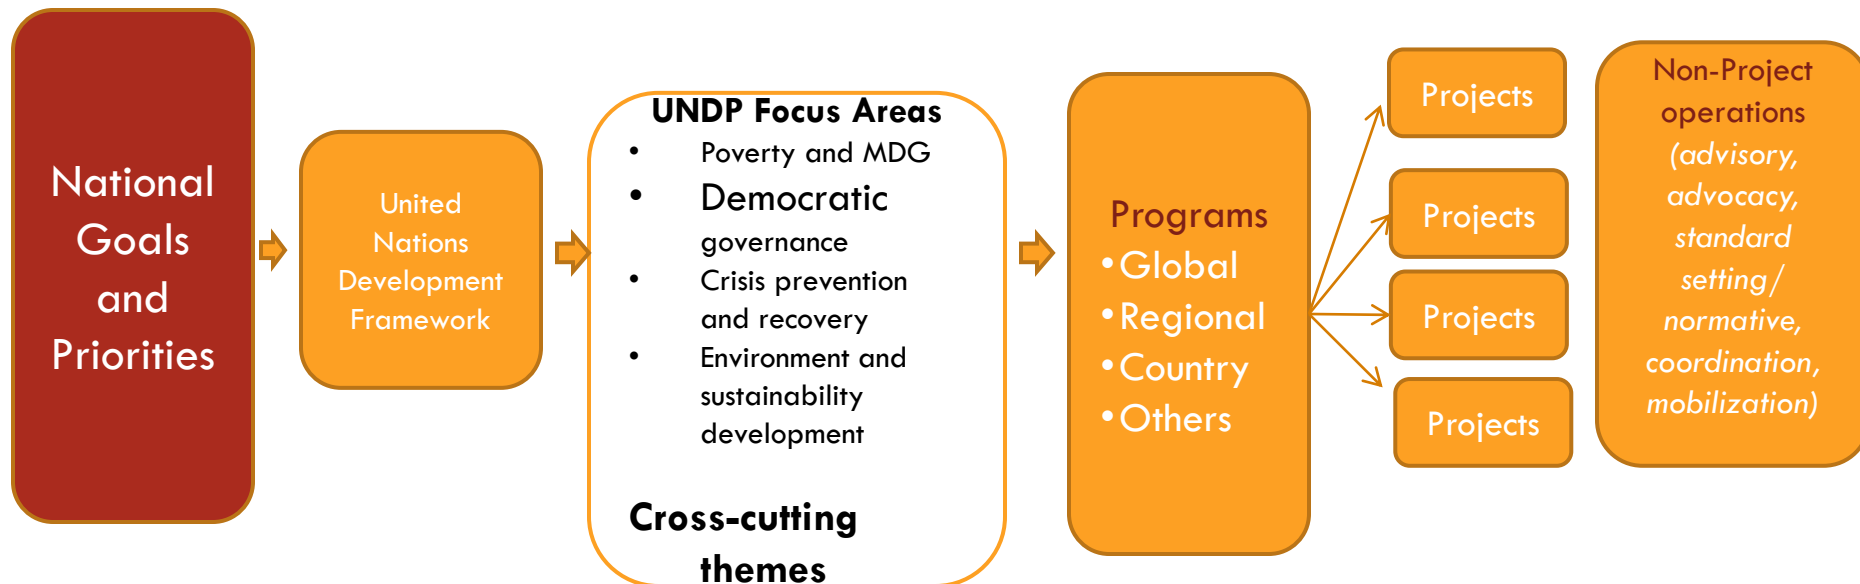 National
Goals
and
Priorities
United
Nations
Development
Framework
UNDP Focus Areas
• Poverty and MDG
• Democratic
governance
• Crisis prevention
and recovery
• Environment and
sustainability
development
Cross-cutting
themes
Programs
•Global
•Regional
•Country
•Others
Projects
Projects
Projects
Projects
Non-Project
operations
(advisory,
advocacy,
standard
setting/
normative,
coordination,
mobilization)